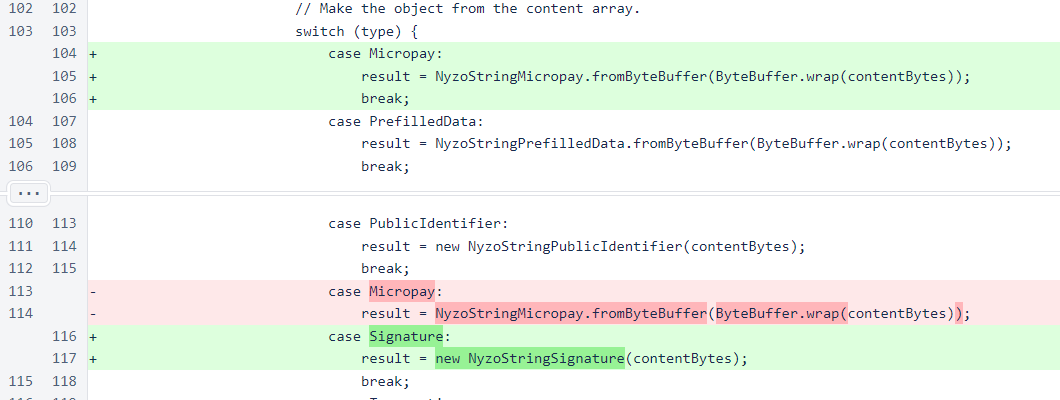 102 102 // Make the object from the content array.
103 103 switch (type) {
104 + case Micropay:
105 + result = NyzoStringMicropay.fromByteBuffer(ByteBuffer.wrap(contentBytes));
106 + break;
104 107 case PrefilledData:
105 108 result = NyzoStringPrefilledData.fromByteBuffer(ByteBuffer.wrap(contentBytes));
106 109 break;
...
110 113 case PublicIdentifier:
111 114 result = new NyzoStringPublicIdentifier(contentBytes);
112 115 break;
113 - case Micropay:
114 - result = NyzoStringMicropay.fromByteBuffer(ByteBuffer.wrap(contentBytes));
116 + case Signature:
117 + result = new NyzoStringSignature(contentBytes);
115 118 break;